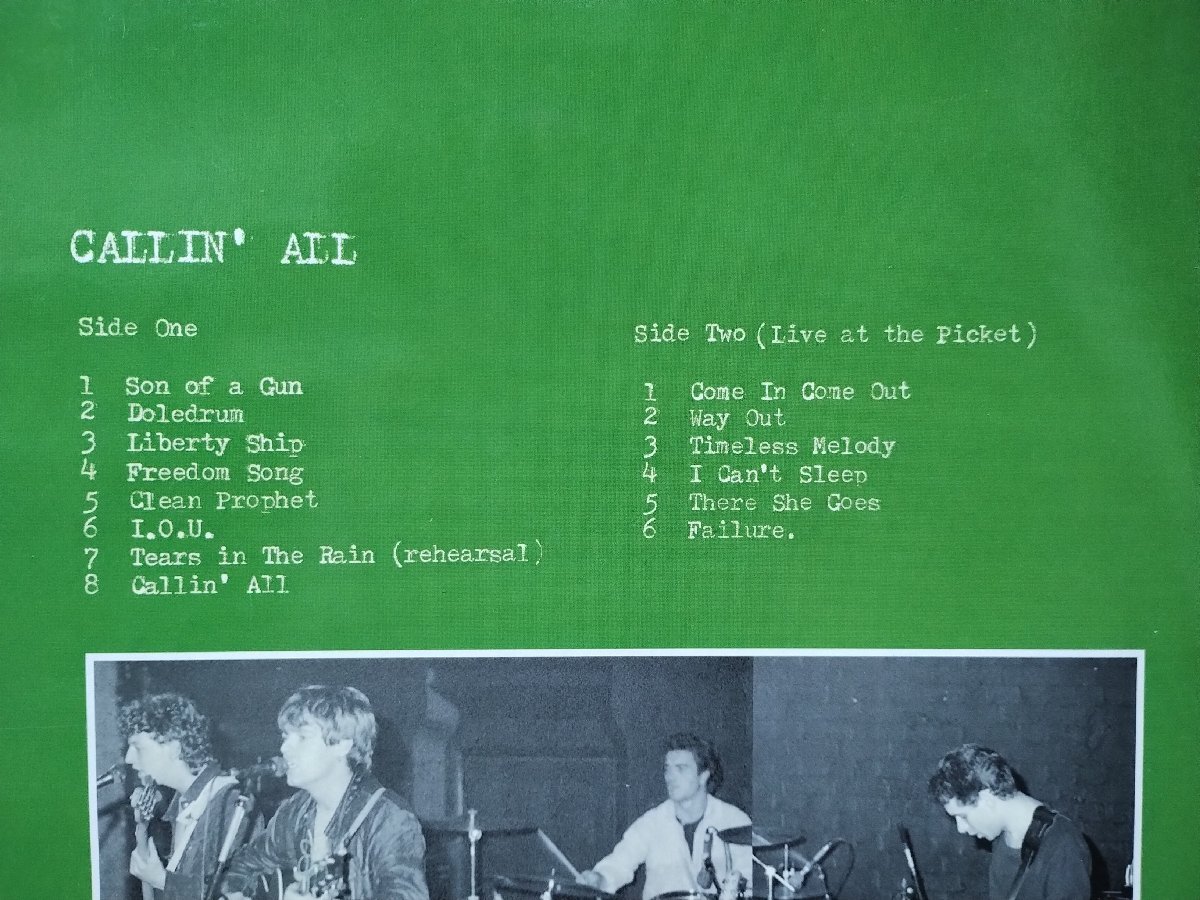 CALLIN' ALL
Side One
1 Son of a Gun
2 Doledrum
3 Liberty Ship
4 Freedom Song
5 Clean Prophet
6 I.O.U.
7 Tears in The Rain (rehearsal)
8 Callin' All
Side Two (Live at the Picket)
1 Come In Come Out
2 Way Out
3 Timeless Melody
4 I Can't Sleep
5 There She Goes
6 Failure.